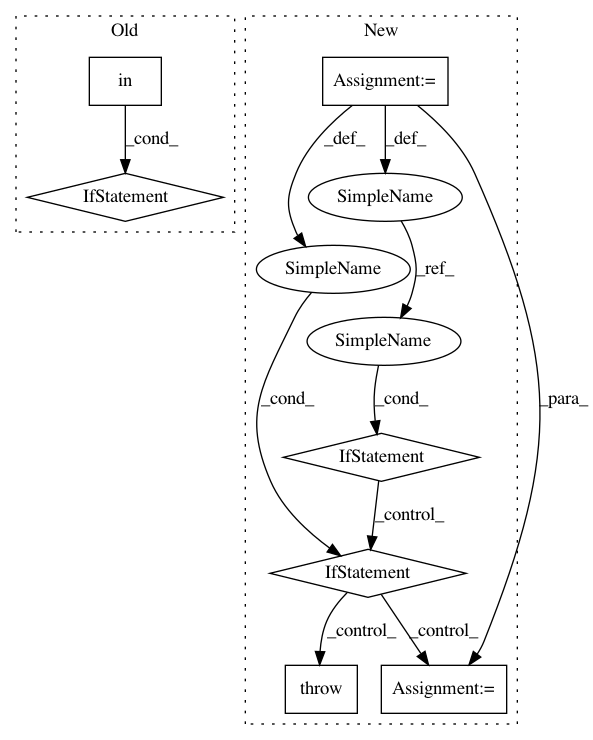 Old
New
in
Assignment:=
_cond_
_def_
_def_
IfStatement
SimpleName
SimpleName
_ref_
SimpleName
_cond_
_cond_
_para_
IfStatement
_control_
IfStatement
_control_
_control_
throw
Assignment:=